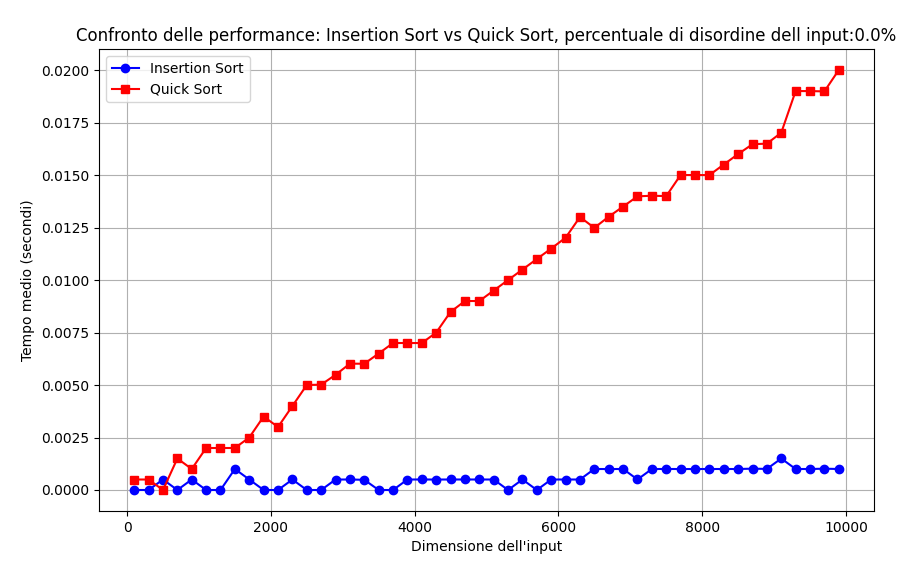 Confronto delle performance: Insertion Sort vs Quick Sort, percentuale di disordine dell input:0.0%
Insertion Sort
Quick Sort
Tempo medio (secondi)
0.0200
0.0175
0.0150
0.0125
0.0100
0.0075
0.0050
0.0025
0.0000
0 2000 4000 6000 8000 10000
Dimensione dell'input